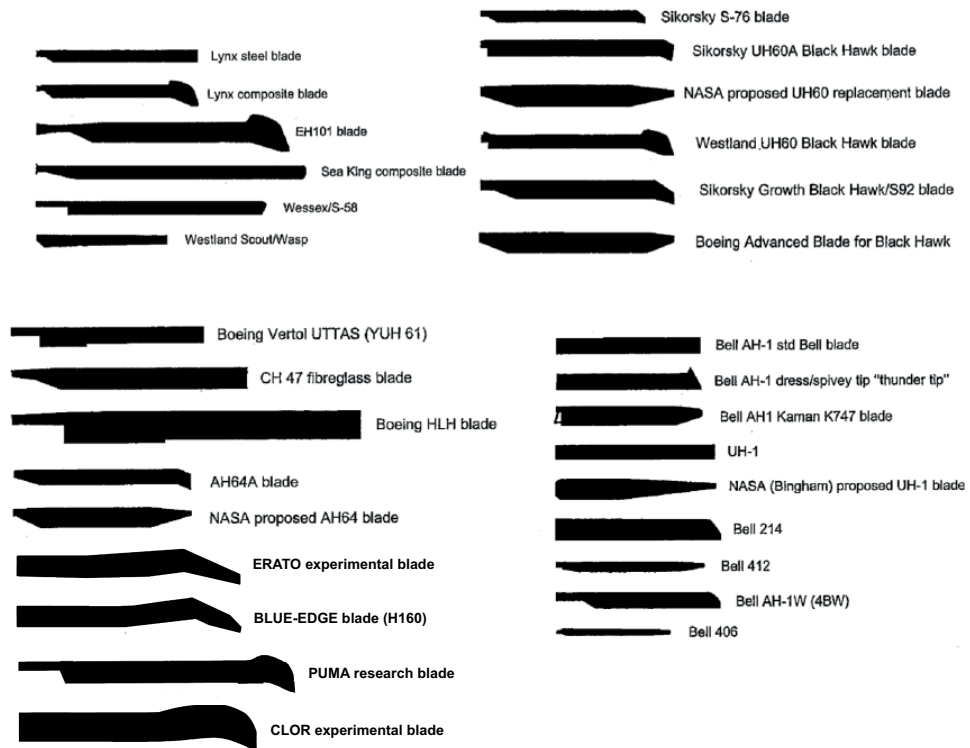 Lynx steel blade
Lynx composite blade
EH101 blade
Sea King composite blade
Wessex/S-58
Westland Scout/Wasp
Sikorsky S-76 blade
Sikorsky UH60A Black Hawk blade
NASA proposed UH60 replacement blade
Westland UH60 Black Hawk blade
Sikorsky Growth Black Hawk/S92 blade
Boeing Advanced Blade for Black Hawk
Boeing Vertol UTTAS (YUH 61)
CH 47 fibreglass blade
Boeing HLH blade
AH64A blade
NASA proposed AH64 blade
ERATO experimental blade
BLUE-EDGE blade (H160)
PUMA research blade
CLOR experimental blade
Bell AH-1 std Bell blade
Bell AH-1 dress/spivey tip "thunder tip"
Bell AH1 Kaman K747 blade
UH-1
NASA (Bingham) proposed UH-1 blade
Bell 214
Bell 412
Bell AH-1W (4BW)
Bell 406